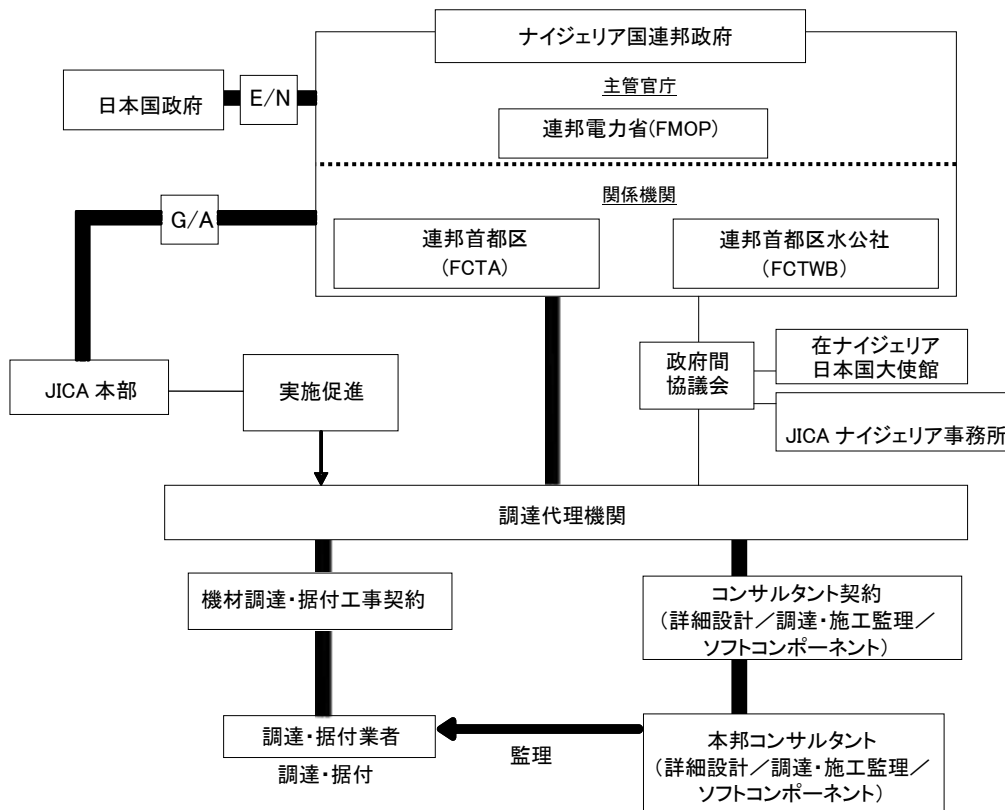 ナイジェリア国連邦政府
日本国政府
E/N
主管官庁
連邦電力省(FMOP)
関係機関
G/A
連邦首都区
(FCTA)
連邦首都区水公社
(FCTWB)
JICA 本部
実施促進
政府間
協議会
在ナイジェリア
日本国大使館
JICA ナイジェリア事務所
調達代理機関
機材調達・据付工事契約
コンサルタント契約
（詳細設計／調達・施工監理／
ソフトコンポーネント）
調達・据付業者
調達・据付
監理
本邦コンサルタント
（詳細設計／調達・施工監理／
ソフトコンポーネント）